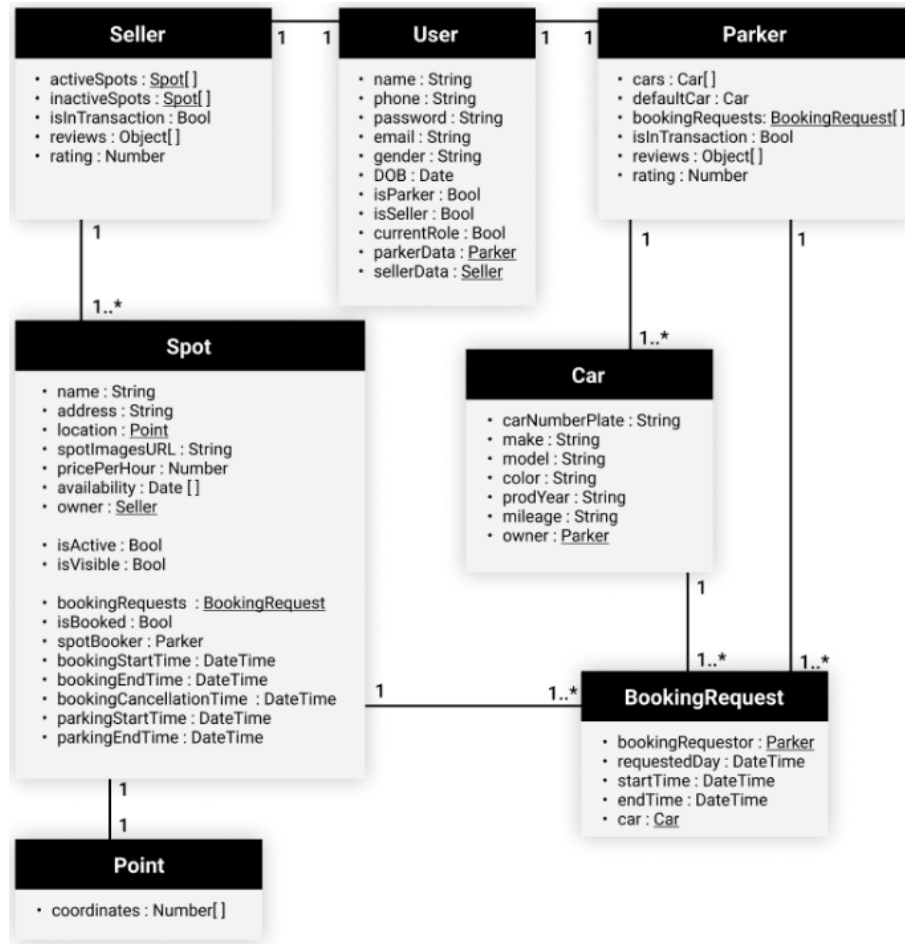 Seller
• activeSpots : Spot[ ]
• inactiveSpots : Spot[ ]
• isInTransaction : Bool
• reviews : Object[ ]
• rating : Number
1
1
User
• name : String
• phone : String
• password : String
• email : String
• gender : String
• DOB : Date
• isParker : Bool
• isSeller : Bool
• currentRole : Bool
• parkerData : Parker
• sellerData : Seller
1
1
Parker
• cars : Car[ ]
• defaultCar : Car
• bookingRequests: BookingRequest[ ]
• isInTransaction : Bool
• reviews : Object[ ]
• rating : Number
1
1..*
Spot
• name : String
• address : String
• location : Point
• spotImagesURL : String
• pricePerHour : Number
• availability : Date [ ]
• owner : Seller
• isActive : Bool
• isVisible : Bool
• bookingRequests : BookingRequest
• isBooked : Bool
• spotBooker : Parker
• bookingStartTime : DateTime
• bookingEndTime : DateTime
• bookingCancellationTime : DateTime
• parkingStartTime : DateTime
• parkingEndTime : DateTime
1
1..*
Car
• carNumberPlate : String
• make : String
• model : String
• color : String
• prodYear : String
• mileage : String
• owner : Parker
1
1..*
1
1..*
1
1..*
BookingRequest
• bookingRequestor : Parker
• requestedDay : DateTime
• startTime : DateTime
• endTime : DateTime
• car : Car
1
1
Point
• coordinates : Number[ ]